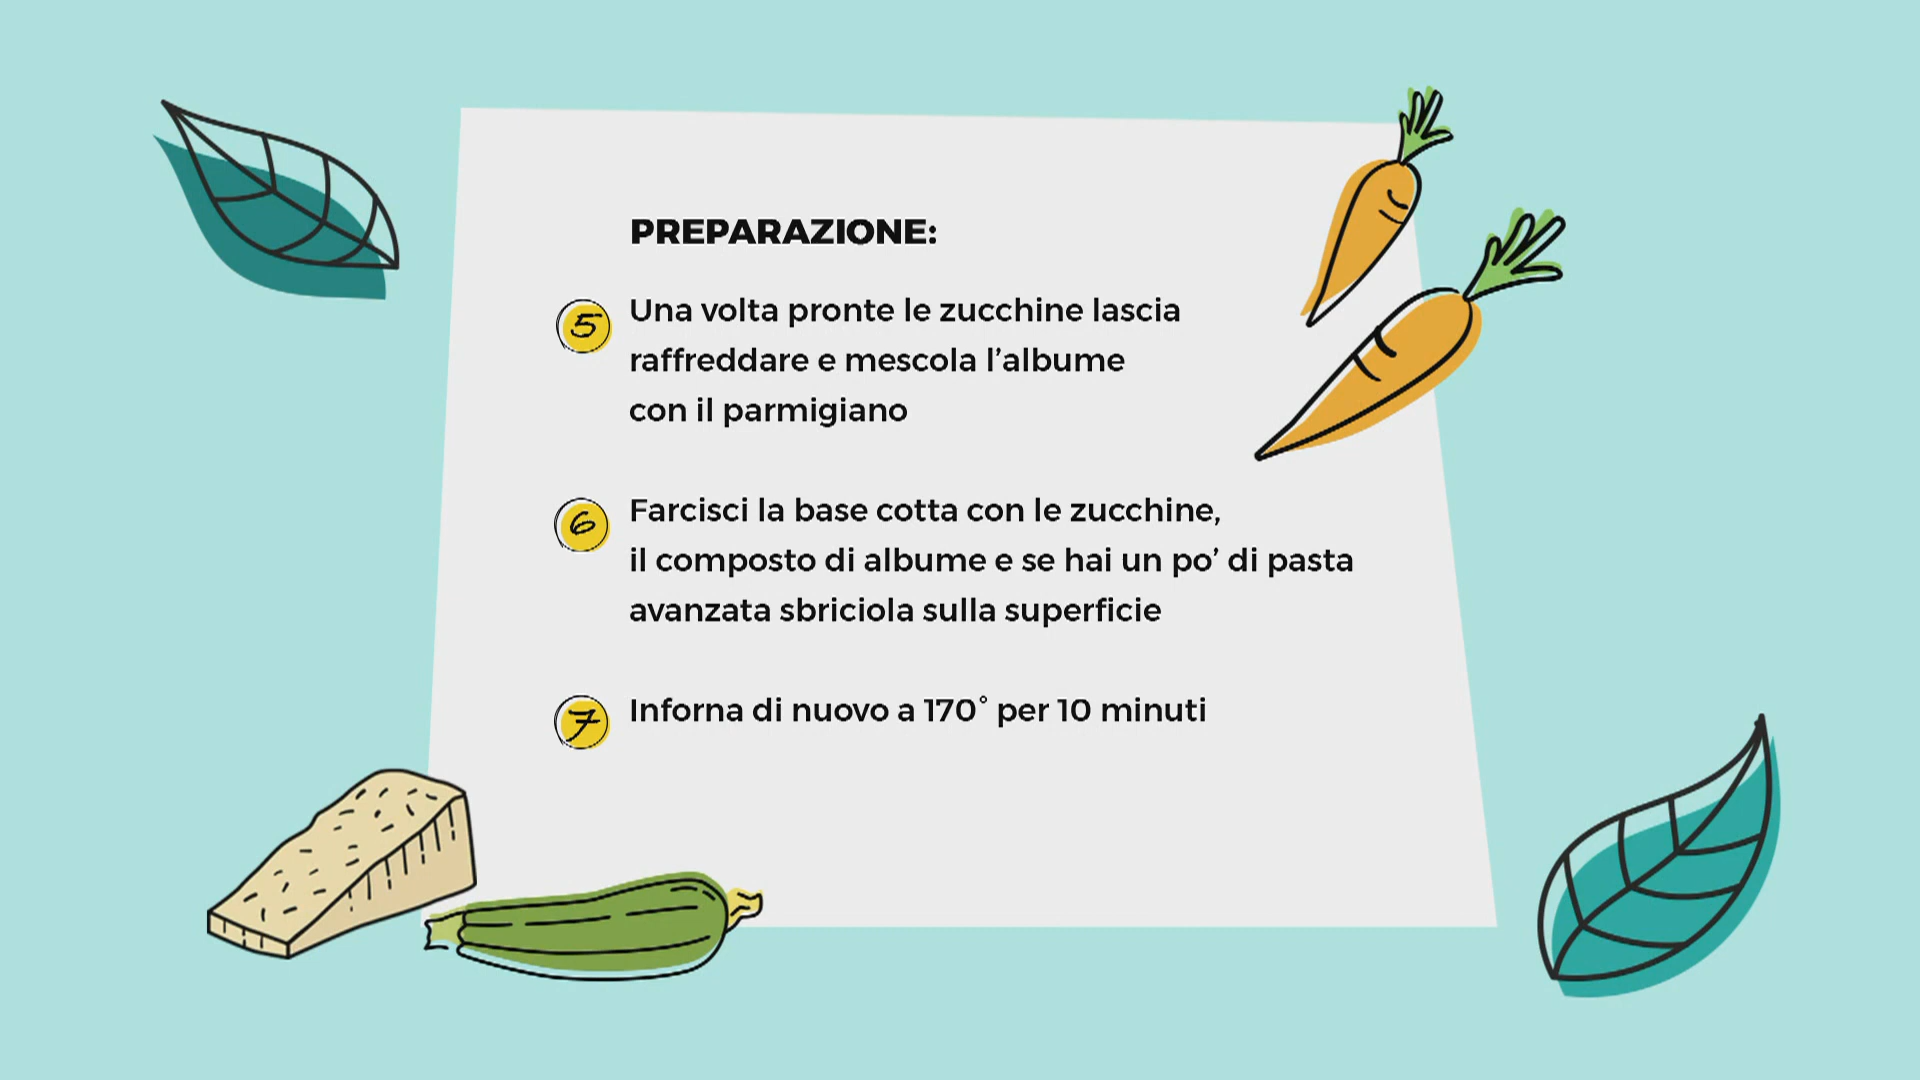 PREPARAZIONE:
5 Una volta pronte le zucchine lascia
raffreddare e mescola l’albume
con il parmigiano
6 Farcisci la base cotta con le zucchine,
il composto di albume e se hai un po’ di pasta
avanzata sbriciola sulla superficie
7 Inforna di nuovo a 170° per 10 minuti